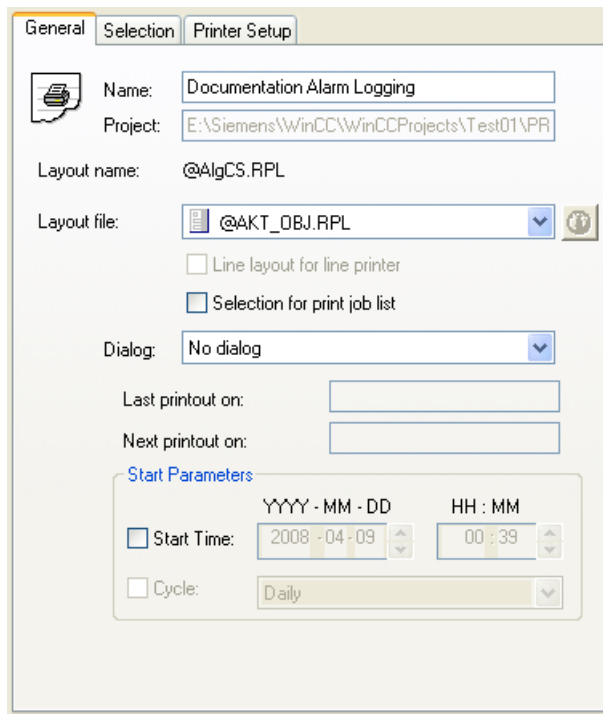 General Selection Printer Setup
Name: Documentation Alarm Logging
Project: E:\Siemens\WinCC\WinCCProjects\Test01\PR
Layout name: @AlgCS.RPL
Layout file: @AKT_OBJ.RPL
Line layout for line printer
Selection for print job list
Dialog: No dialog
Last printout on:
Next printout on:
Start Parameters
YYYY - MM - DD HH : MM
Start Time: 2008 - 04 - 09 00 : 39
Cycle: Daily